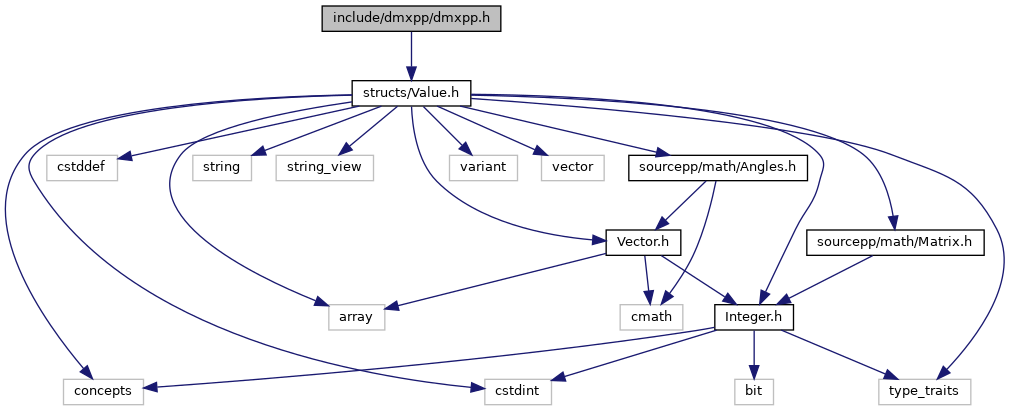 include/dmxpp/dmxpp.h
structs/Value.h
cstddef
string
string_view
variant
vector
sourcepp/math/Angles.h
Vector.h
sourcepp/math/Matrix.h
array
cmath
Integer.h
concepts
cstdint
bit
type_traits